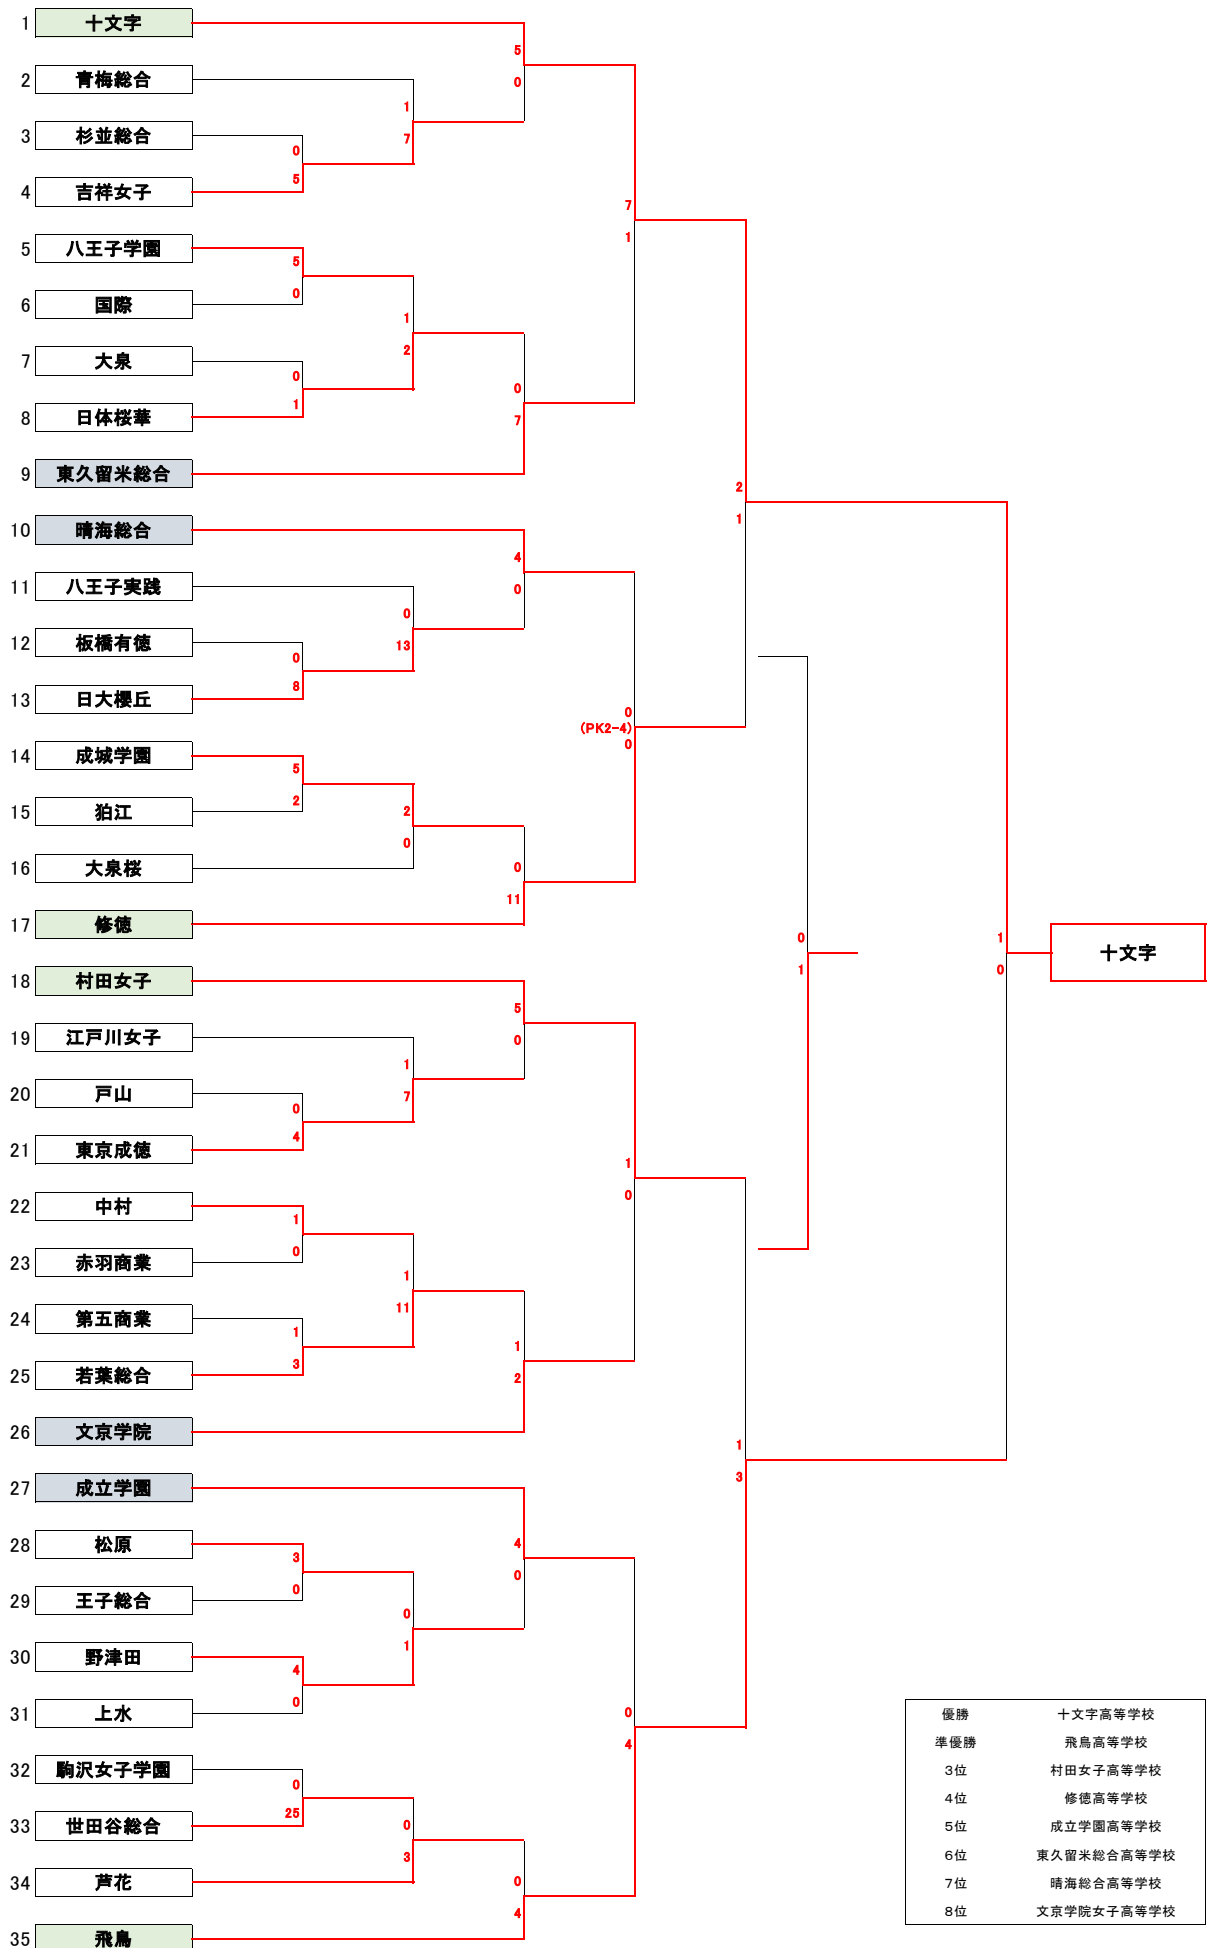 1 十文字
5
2 青梅総合
0
1
3 杉並総合
7
0
4 吉祥女子
5
7
5 八王子学園
1
5
6 国際
0
1
7 大泉
2
0
8 日体桜華
0
1
7
9 東久留米総合
2
10 晴海総合
1
4
11 八王子実践
0
0
12 板橋有徳
13
0
13 日大櫻丘
8
0
(PK2-4)
0
14 成城学園
5
15 狛江
2
2
16 大泉桜
0
0
11
17 修徳
0
1
十文字
1
0
18 村田女子
5
19 江戸川女子
0
1
20 戸山
7
0
21 東京成徳
4
1
22 中村
0
1
23 赤羽商業
0
1
24 第五商業
11
1
25 若葉総合
3
1
2
26 文京学院
1
27 成立学園
3
28 松原
4
3
29 王子総合
0
0
0
30 野津田
1
4
31 上水
0
0
32 駒沢女子学園
4
0
33 世田谷総合
25
0
34 芦花
3
0
4
35 飛鳥
優勝 十文字高等学校
準優勝 飛鳥高等学校
3位 村田女子高等学校
4位 修徳高等学校
5位 成立学園高等学校
6位 東久留米総合高等学校
7位 晴海総合高等学校
8位 文京学院女子高等学校